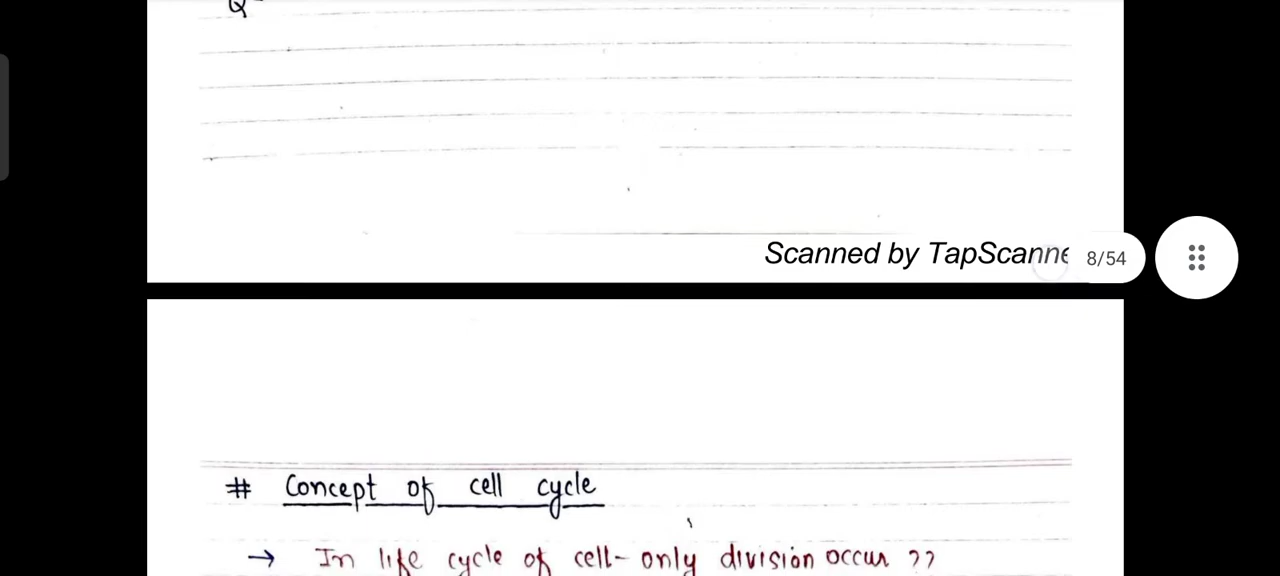 Q
Scanned by TapScanne
8/54
# Concept of cell cycle
→ In life cycle of cell- only division occur ??